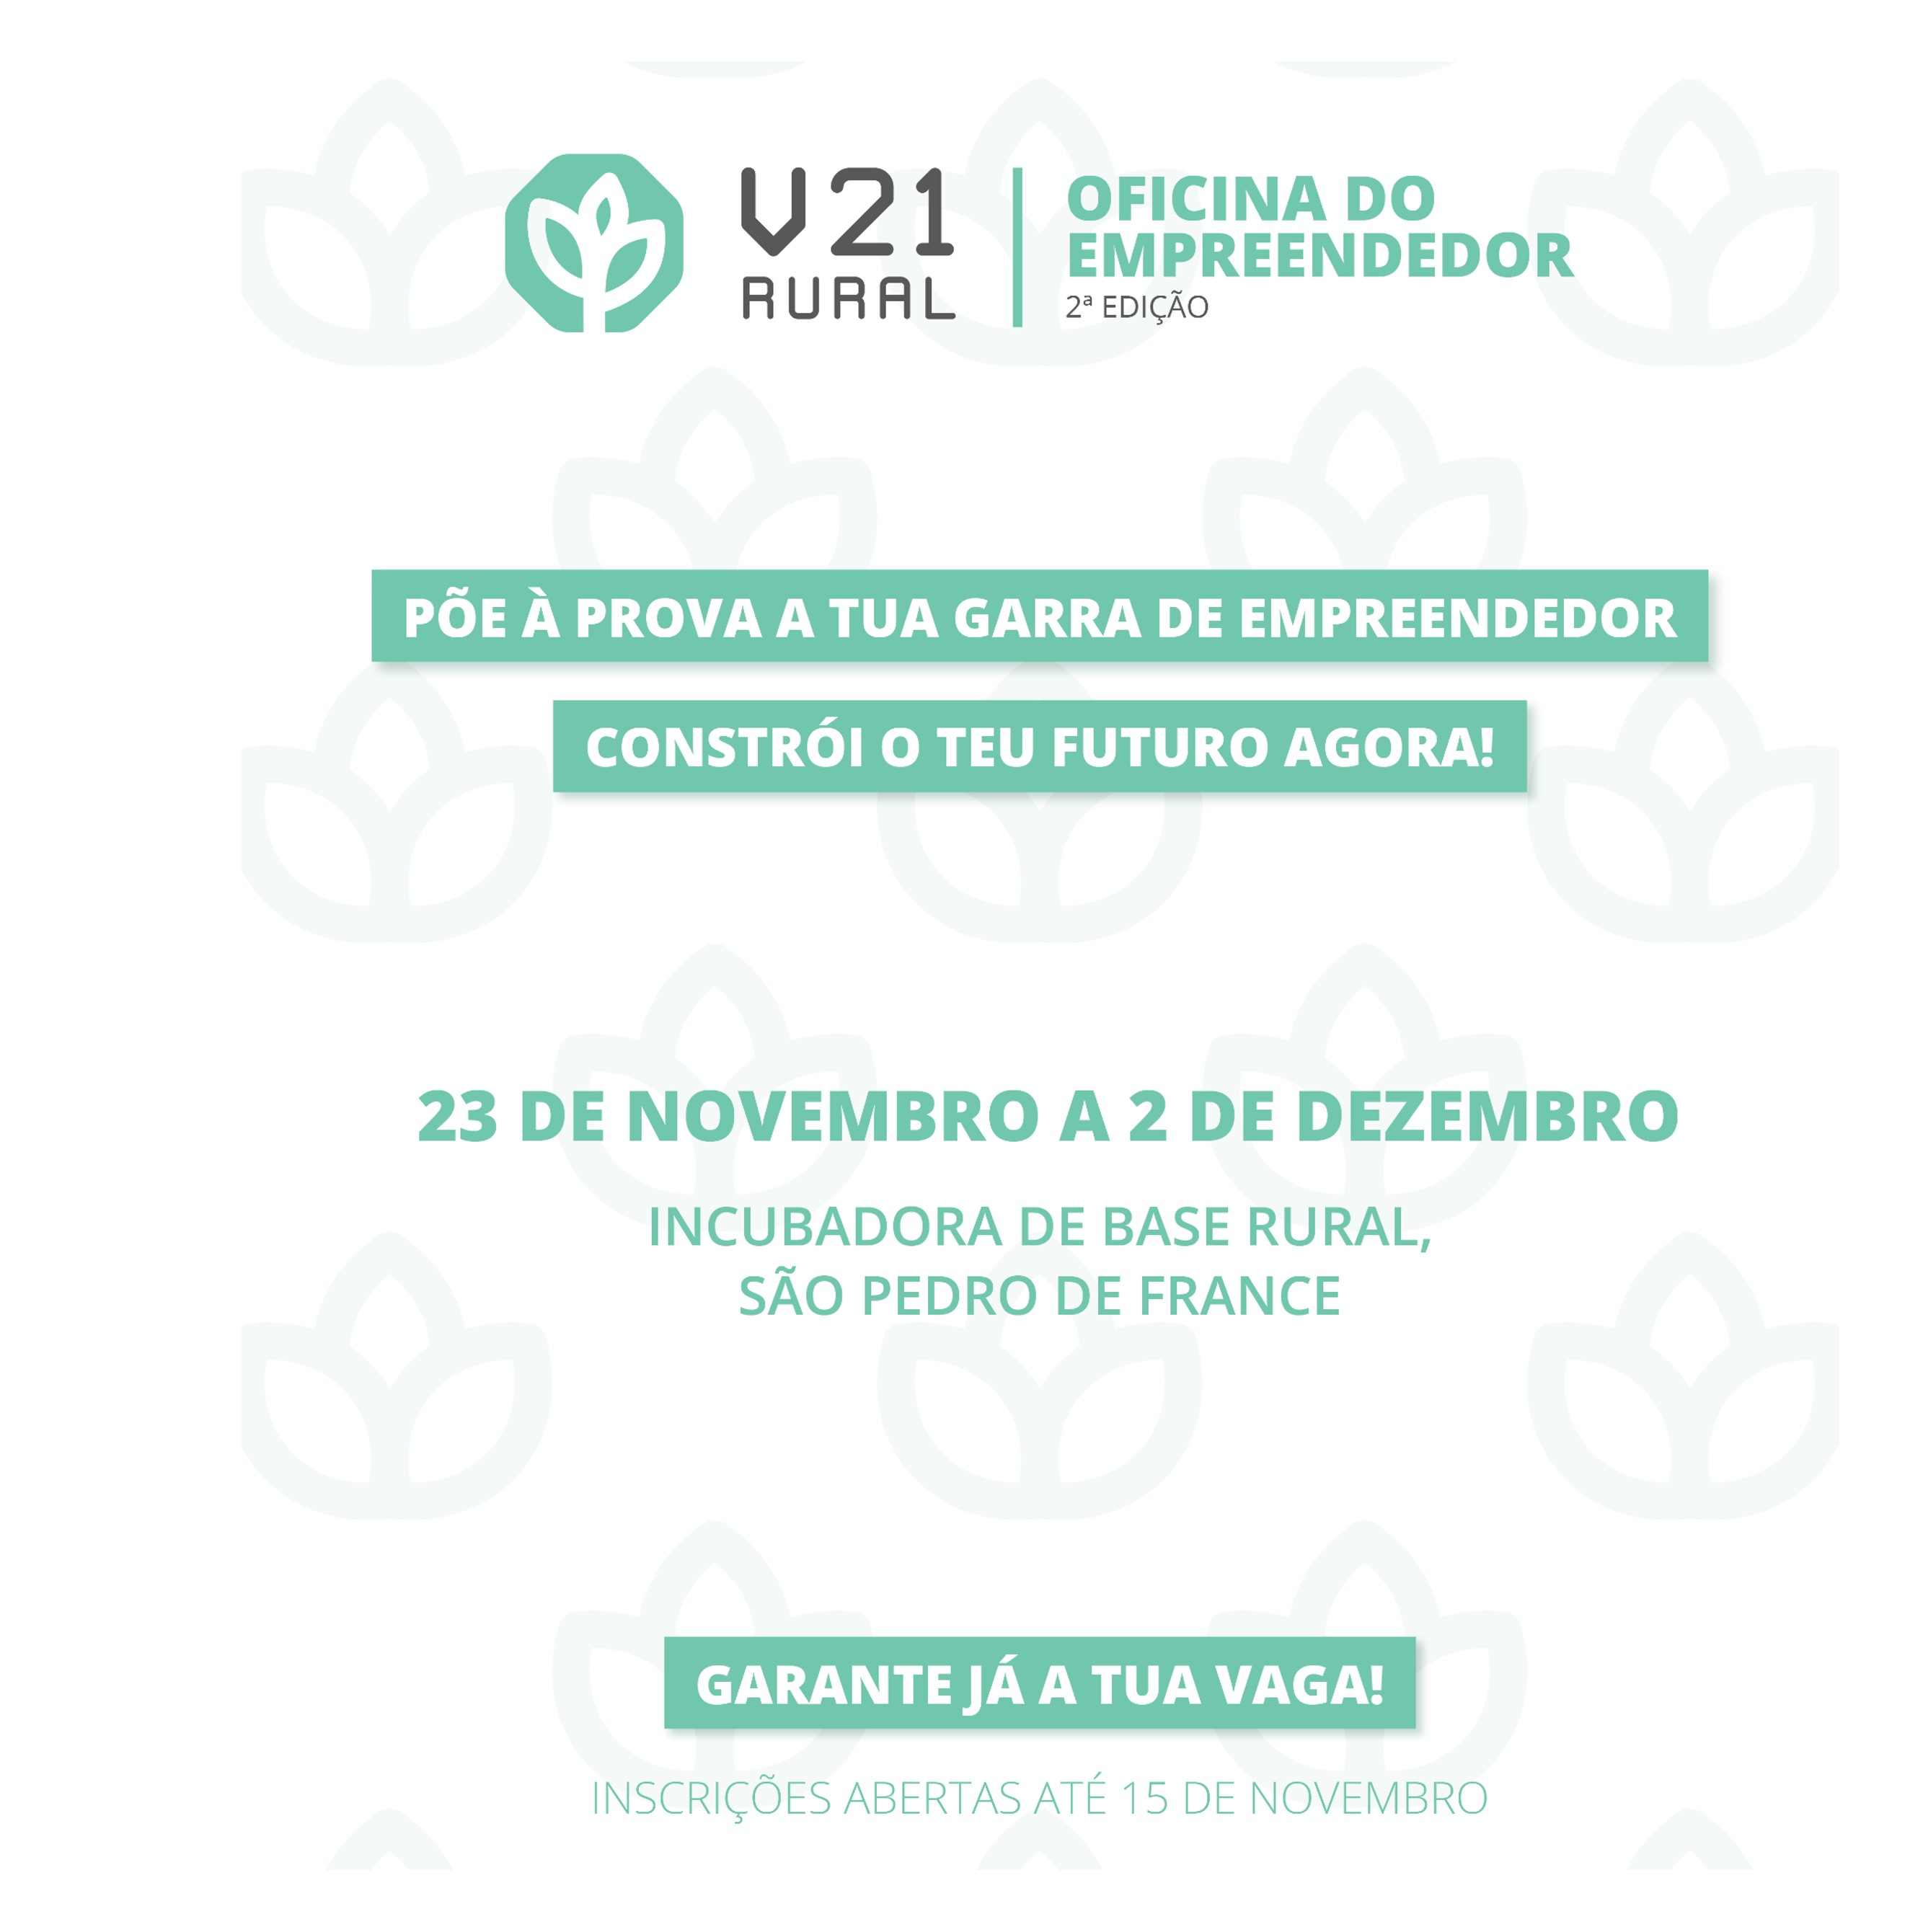 V21
RURAL
OFICINA DO
EMPREENDEDOR
2ª EDIÇÃO
PÕE À PROVA A TUA GARRA DE EMPREENDEDOR
CONSTRÓI O TEU FUTURO AGORA!
23 DE NOVEMBRO A 2 DE DEZEMBRO
INCUBADORA DE BASE RURAL,
SÃO PEDRO DE FRANCE
GARANTE JÁ A TUA VAGA!
INSCRIÇÕES ABERTAS ATÉ 15 DE NOVEMBRO